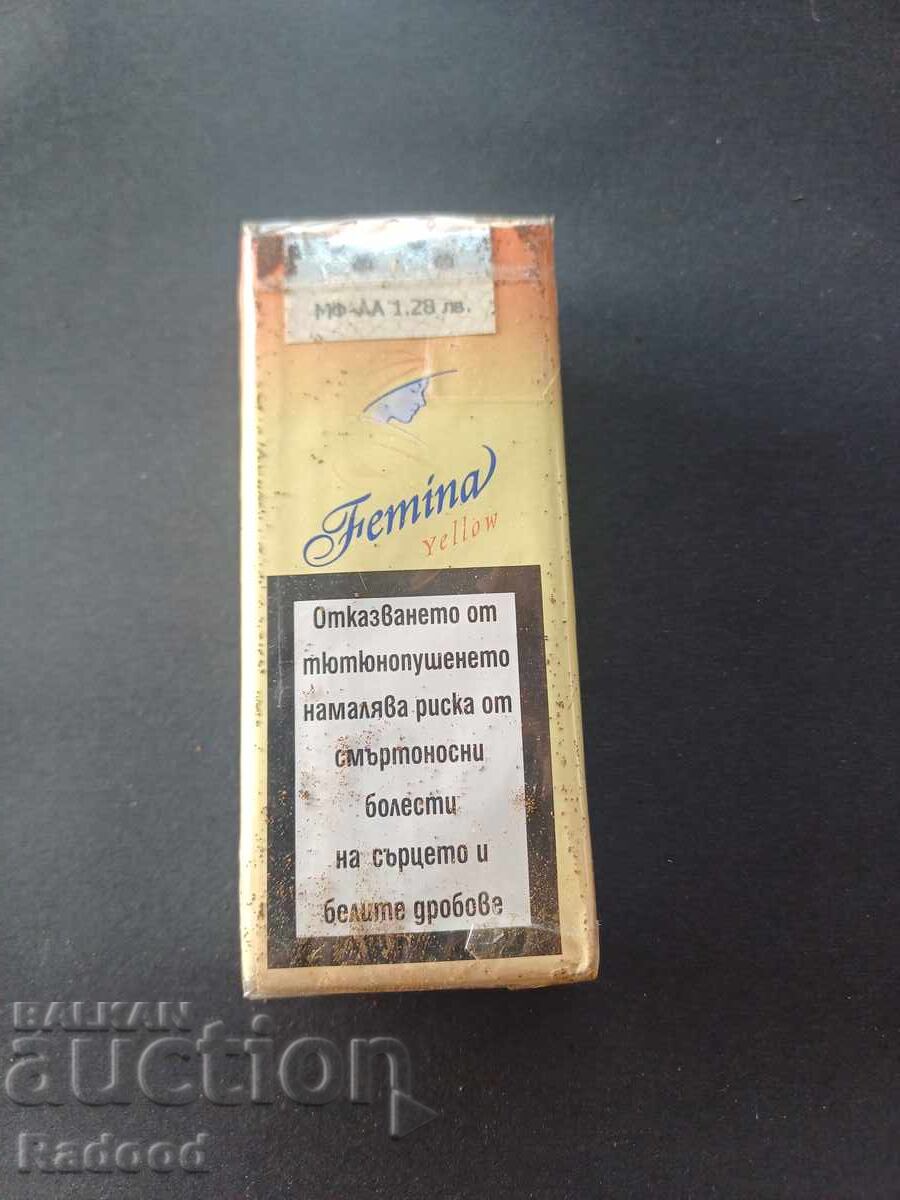 МФ-АА 1.28 лв.
Femina
Yellow
Отказването от
тютюнопушенето
намалява риска от
смъртоносни
болести
на сърцето и
белите дробове
BALKAN
auction
Radood